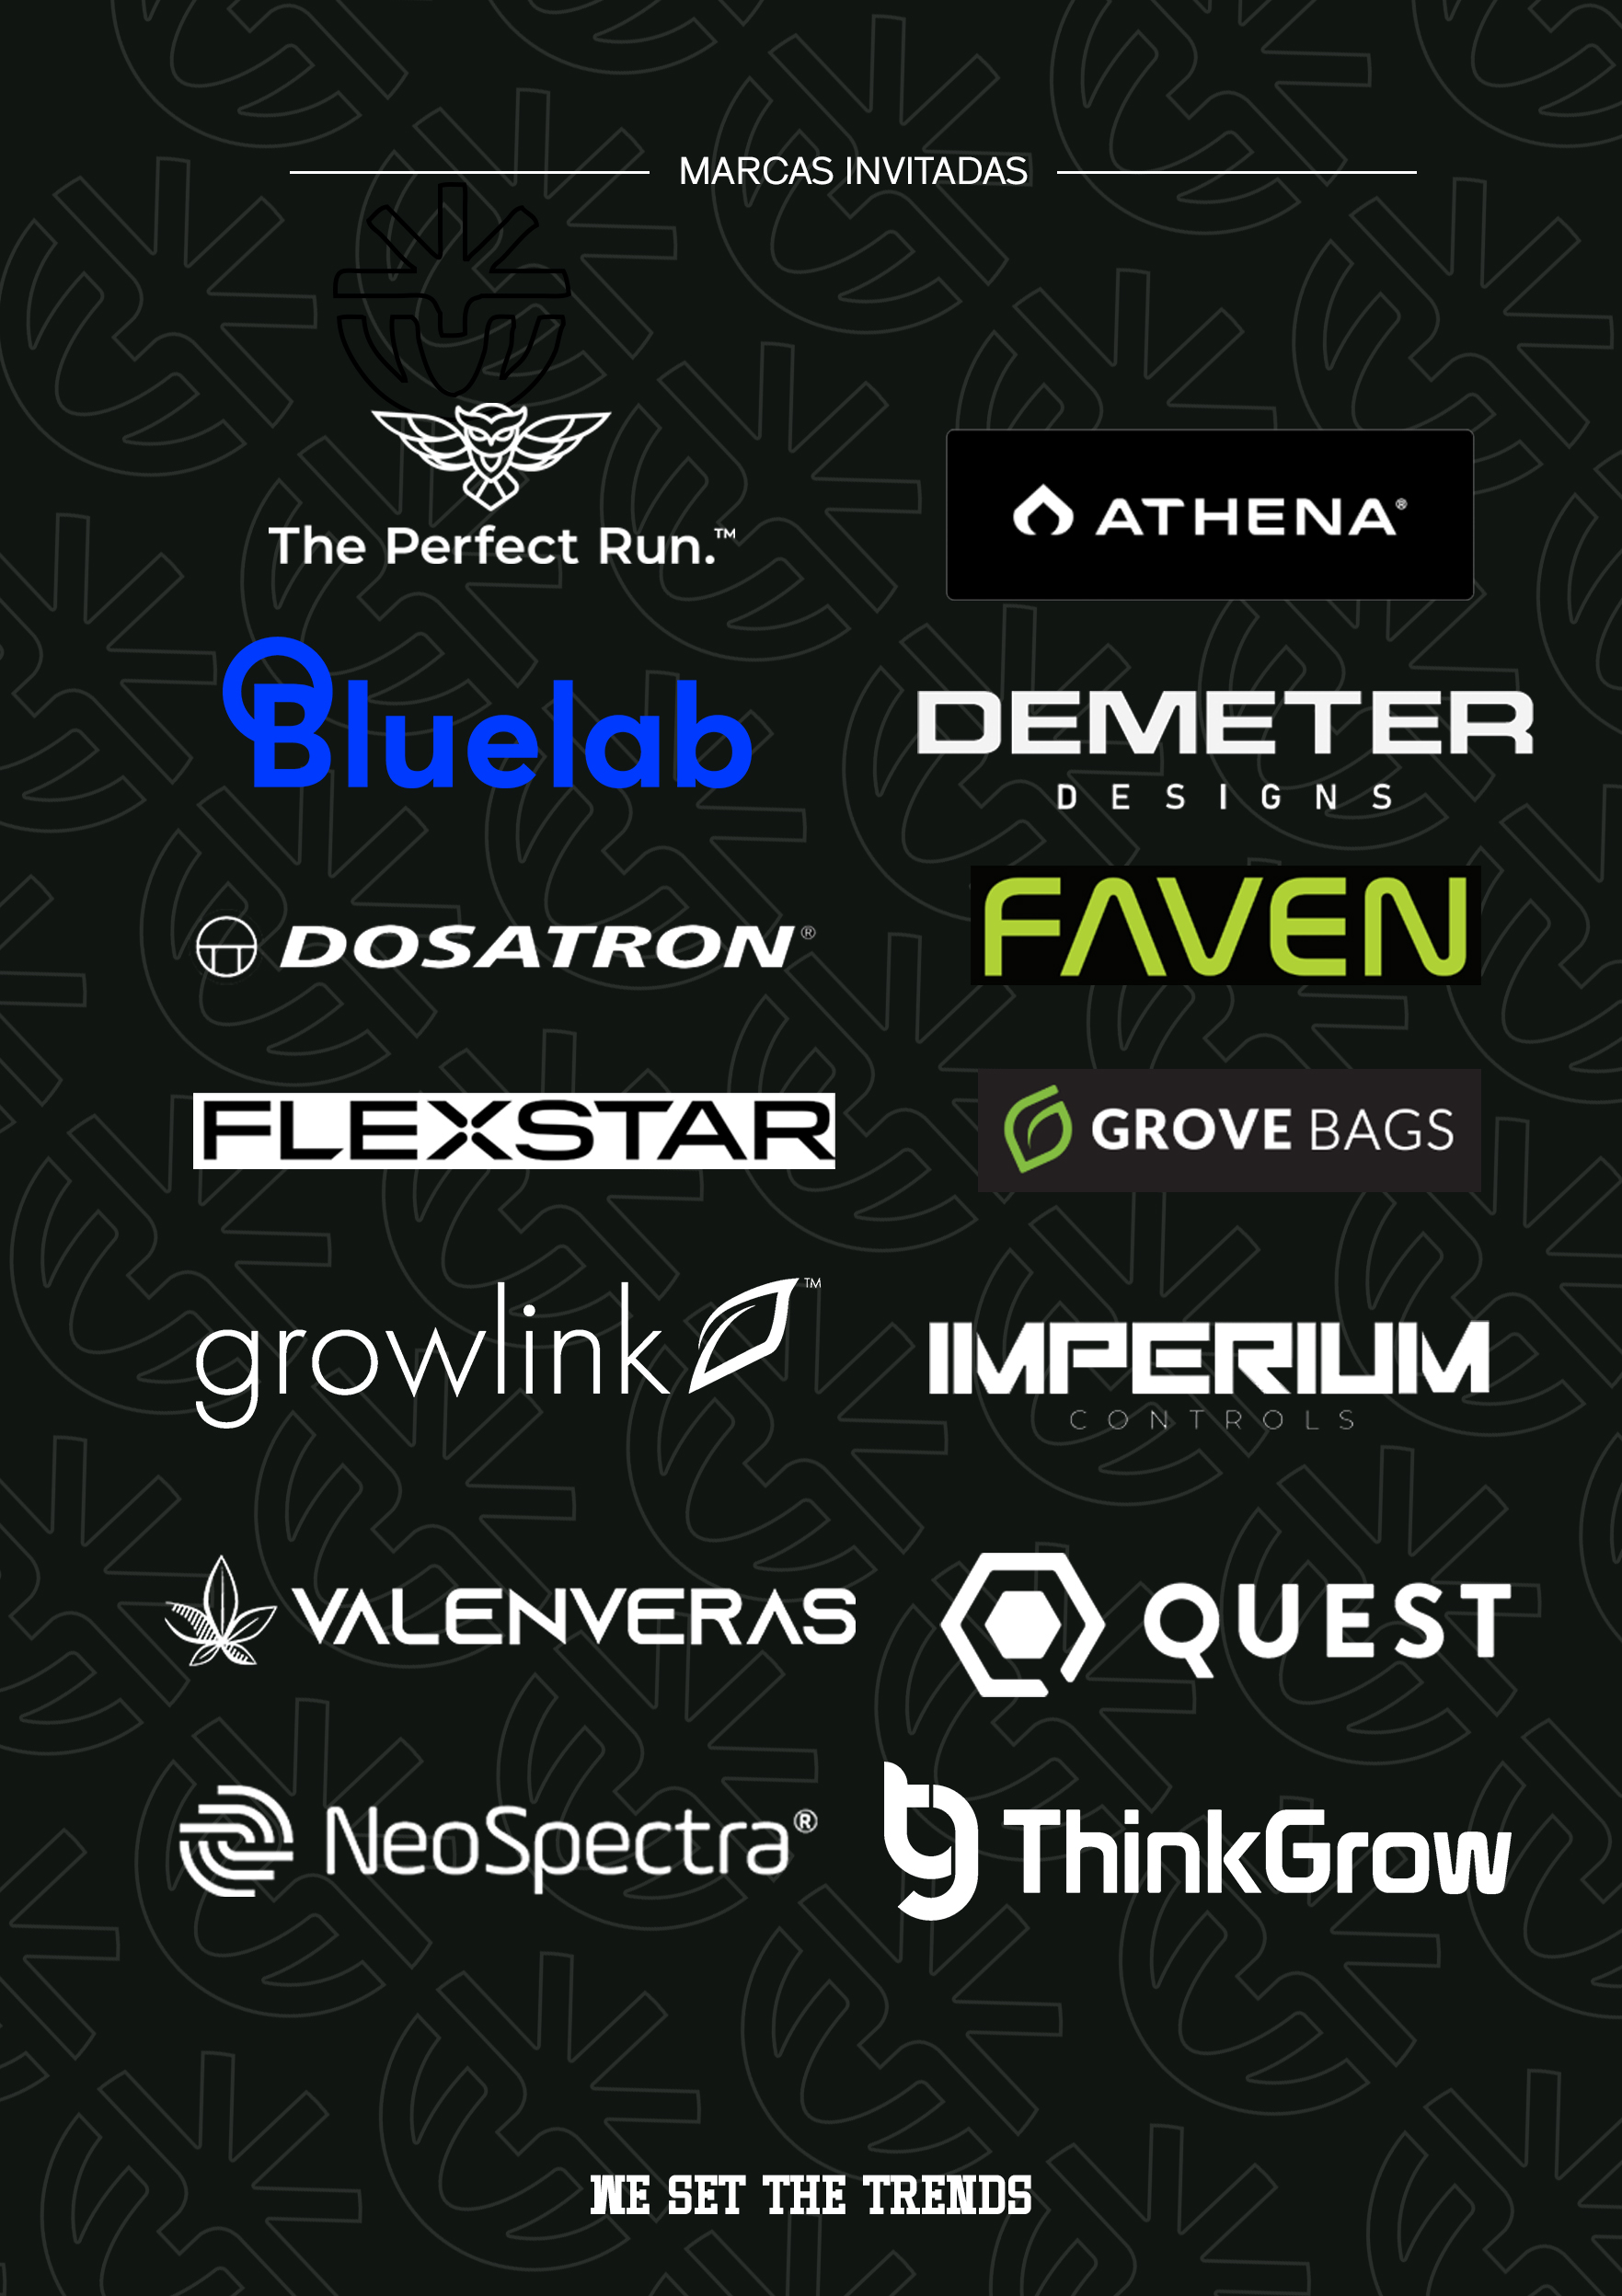 MARCAS INVITADAS
The Perfect Run.™
ATHENA®
Bluelab
DEMETER
DESIGNS
DOSATRON®
FAVEN
FLEXSTAR
GROVE BAGS
growlink™
IMPERIUM
CONTROLS
VALENVERAS
QUEST
NeoSpectra®
tg ThinkGrow
WE SET THE TRENDS